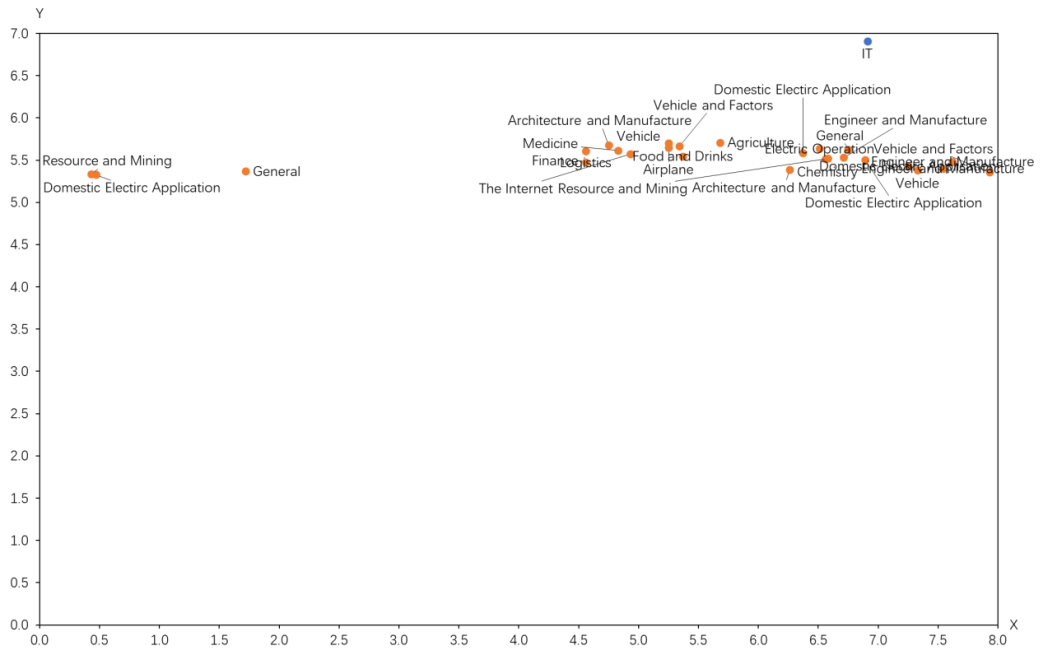 Y
7.0
IT
6.5
Domestic Electirc Application
Vehicle and Factors
6.0
Architecture and Manufacture
Engineer and Manufacture
Vehicle
General
Medicine
Agriculture
Electric Operation
Vehicle and Factors
5.5
Resource and Mining
Finance
Logistics
Food and Drinks
Engineer and Manufacture
Domestic Electirc Application
Engineer and Manufacture
General
Airplane
Chemistry
Domestic Electirc Application
The Internet
Resource and Mining
Architecture and Manufacture
Vehicle
5.0
Domestic Electirc Application
4.5
4.0
3.5
3.0
2.5
2.0
1.5
1.0
0.5
0.0
0.0 0.5 1.0 1.5 2.0 2.5 3.0 3.5 4.0 4.5 5.0 5.5 6.0 6.5 7.0 7.5 8.0
X